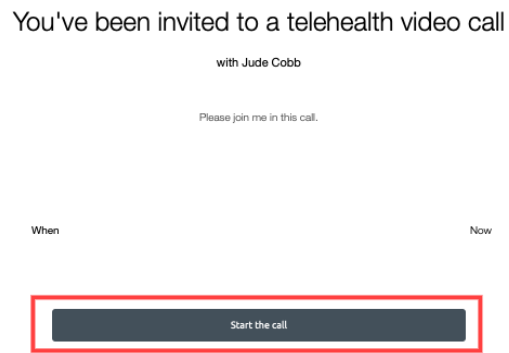 You've been invited to a telehealth video call
with Jude Cobb
Please join me in this call.
When Now
Start the call